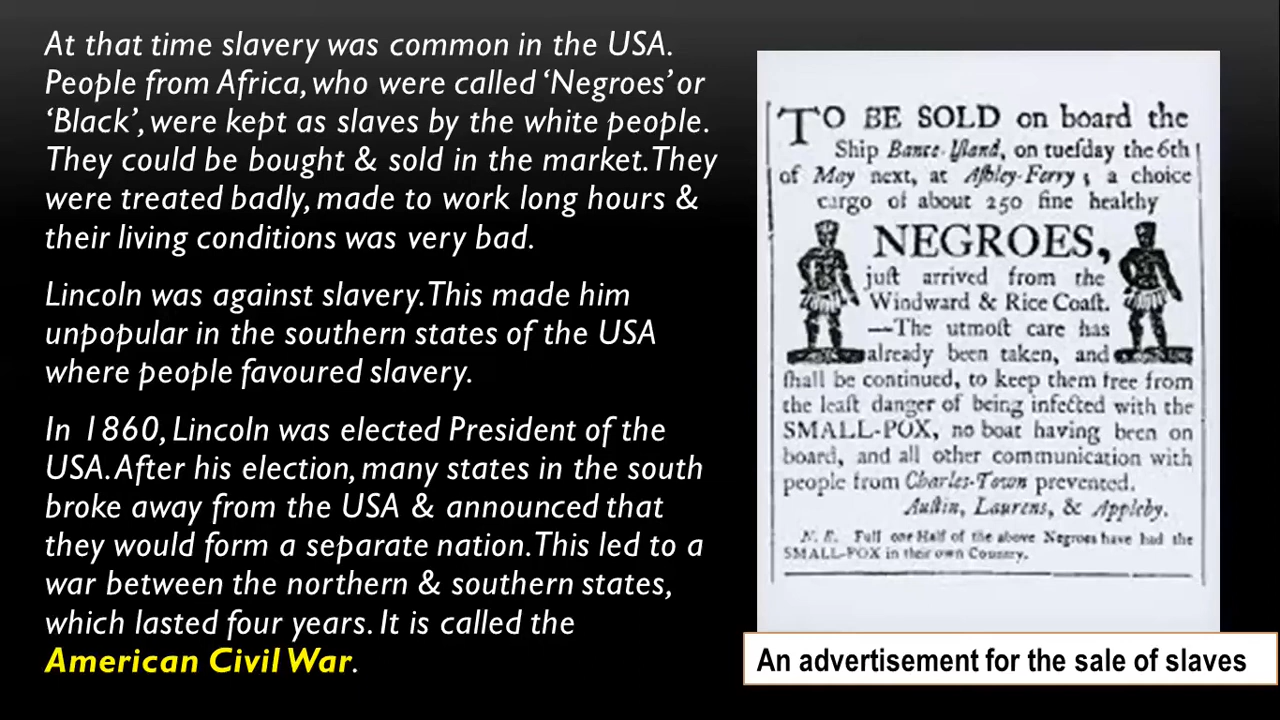 At that time slavery was common in the USA.
People from Africa, who were called ‘Negroes’ or
‘Black’, were kept as slaves by the white people.
They could be bought & sold in the market. They
were treated badly, made to work long hours &
their living conditions was very bad.
Lincoln was against slavery. This made him
unpopular in the southern states of the USA
where people favoured slavery.
In 1860, Lincoln was elected President of the
USA. After his election, many states in the south
broke away from the USA & announced that
they would form a separate nation. This led to a
war between the northern & southern states,
which lasted four years. It is called the
American Civil War.
TO BE SOLD on board the
Ship Bance-Iſland, on tueſday the 6th
of May next, at Aſhley-Ferry; a choice
cargo of about 250 fine healthy
NEGROES,
juſt arrived from the
Windward & Rice Coaſt.
—The utmoſt care has
already been taken, and
ſhall be continued, to keep them free from
the leaſt danger of being infected with the
SMALL-POX, no boat having been on
board, and all other communication with
people from Charles-Town prevented.
Auſtin, Laurens, & Appleby.
N. B. Full one Half of the above Negroes have had the
SMALL-POX in their own Country.
An advertisement for the sale of slaves